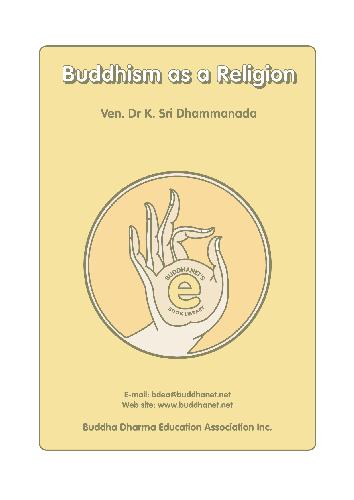 Buddhism as a Religion
Ven. Dr K. Sri Dhammanada
BUDDHANET'S
e
BOOK LIBRARY
E-mail: bdea@buddhanet.net
Web site: www.buddhanet.net
Buddha Dharma Education Association Inc.